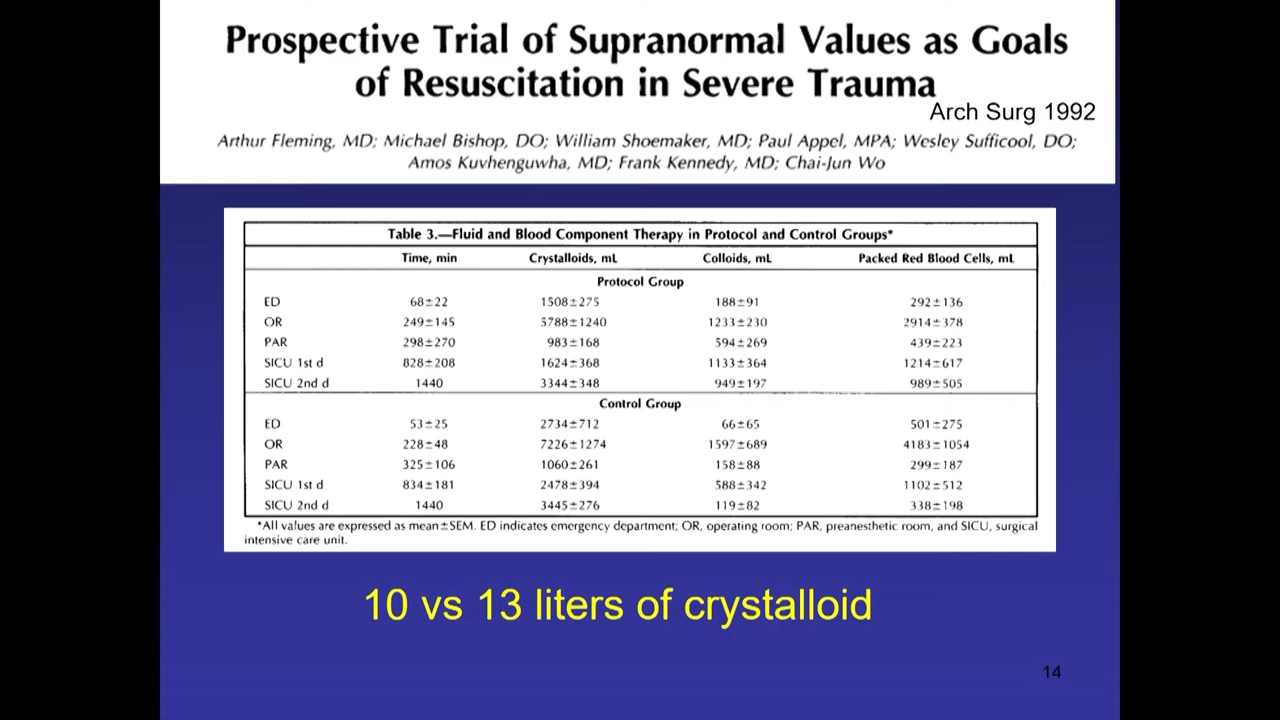 Prospective Trial of Supranormal Values as Goals
of Resuscitation in Severe Trauma
Arch Surg 1992
Arthur Fleming, MD; Michael Bishop, DO; William Shoemaker, MD; Paul Appel, MPA; Wesley Sufficool, DO;
Amos Kuvhenguwha, MD; Frank Kennedy, MD; Chai-Jun Wo
Table 3.—Fluid and Blood Component Therapy in Protocol and Control Groups*
Time, min Crystalloids, mL Colloids, mL Packed Red Blood Cells, mL
Protocol Group
ED 68±22 1508±275 188±91 292±136
OR 249±145 5788±1240 1233±230 2914±378
PAR 298±270 983±168 594±269 439±223
SICU 1st d 828±208 1624±368 1133±364 1214±617
SICU 2nd d 1440 3344±348 949±197 989±505
Control Group
ED 53±25 2734±712 66±65 501±275
OR 228±48 7226±1274 1597±689 4183±1054
PAR 325±106 1060±261 158±88 299±187
SICU 1st d 834±181 2478±394 588±342 1102±512
SICU 2nd d 1440 3445±276 119±82 338±198
*All values are expressed as mean±SEM. ED indicates emergency department; OR, operating room; PAR, preanesthetic room, and SICU, surgical
intensive care unit.
10 vs 13 liters of crystalloid
14